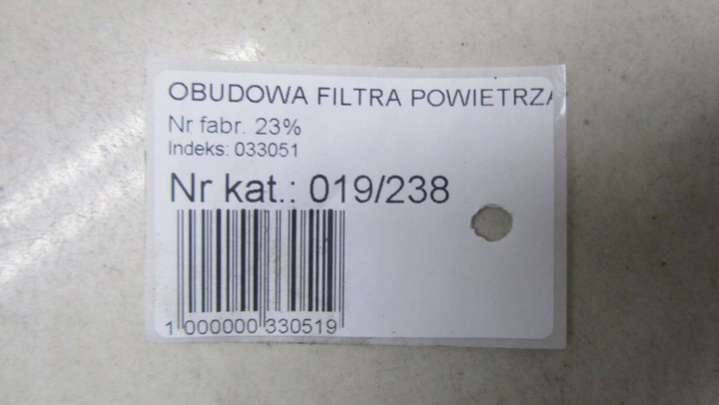 OBUDOWA FILTRA POWIETRZA
Nr fabr. 23%
Indeks: 033051
Nr kat.: 019/238
1 000000 330519